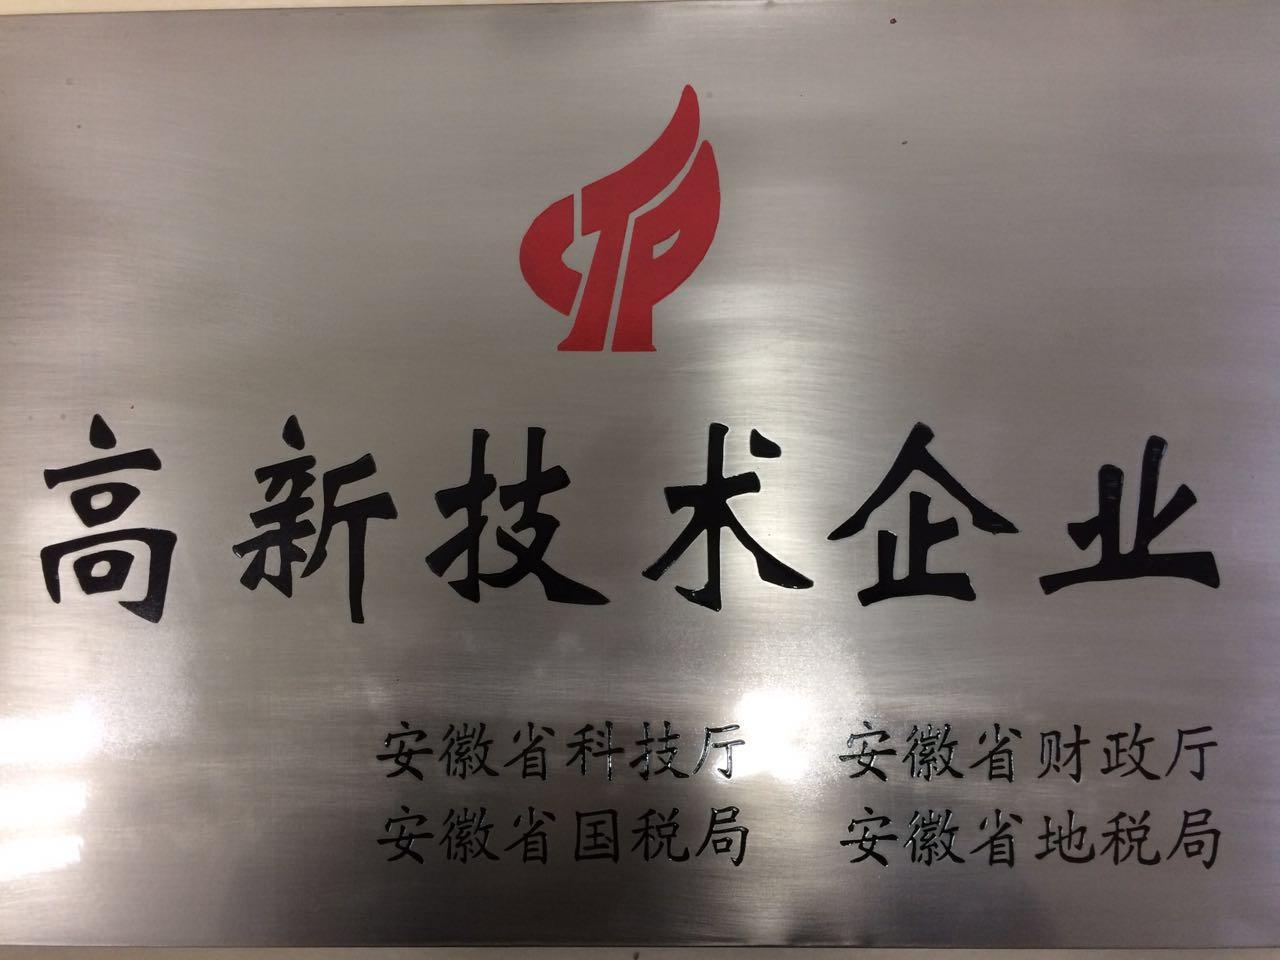 CTP
高新技术企业
安徽省科技厅 安徽省财政厅
安徽省国税局 安徽省地税局